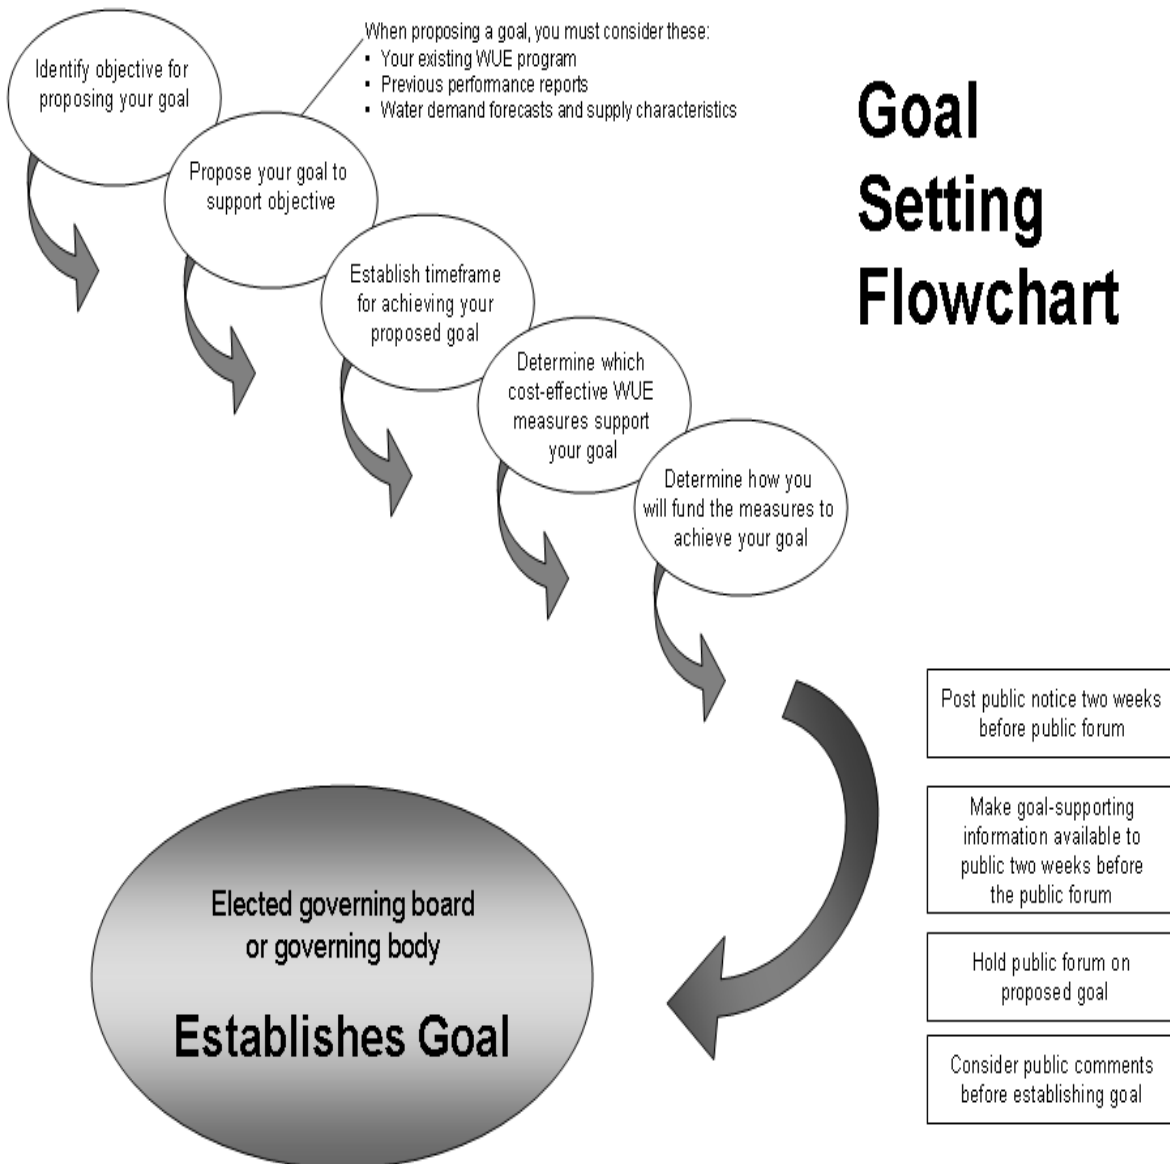 Identify objective for
proposing your goal
When proposing a goal, you must consider these:
▪ Your existing WUE program
▪ Previous performance reports
▪ Water demand forecasts and supply characteristics
Goal
Setting
Flowchart
Propose your goal to
support objective
Establish timeframe
for achieving your
proposed goal
Determine which
cost-effective WUE
measures support
your goal
Determine how you
will fund the measures to
achieve your goal
Post public notice two weeks
before public forum
Make goal-supporting
information available to
public two weeks before
the public forum
Hold public forum on
proposed goal
Consider public comments
before establishing goal
Elected governing board
or governing body
Establishes Goal